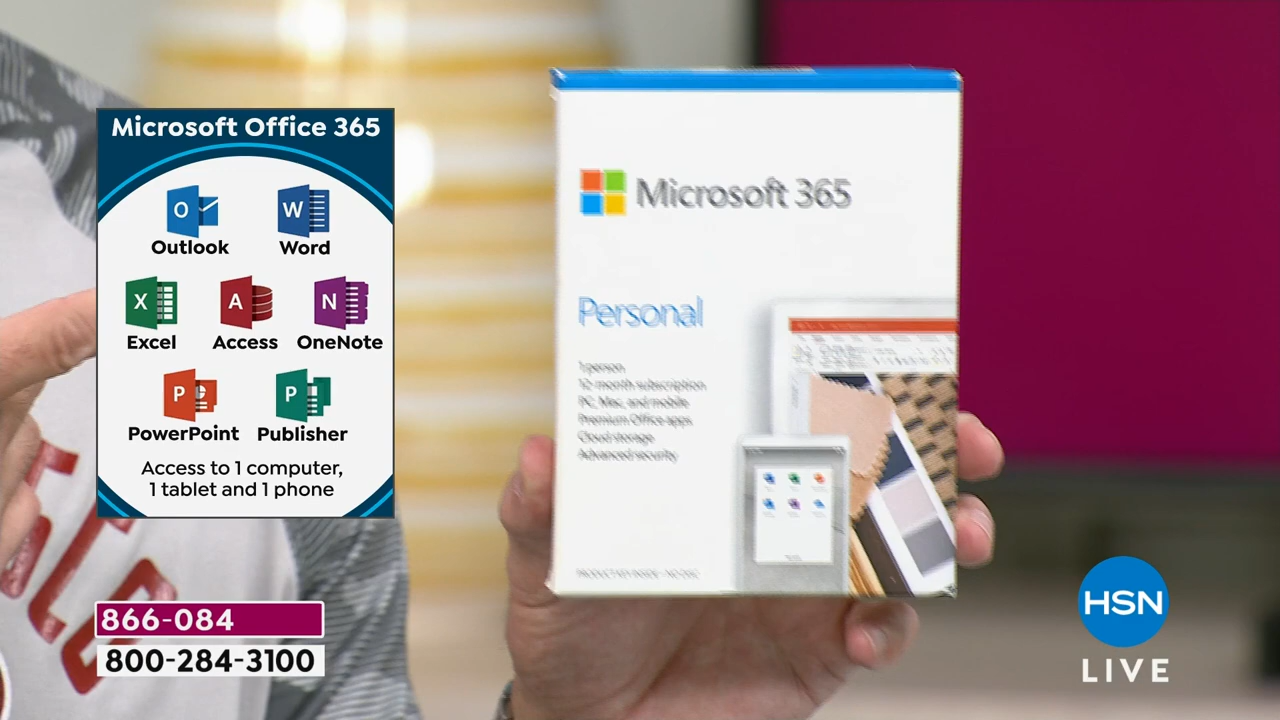 Microsoft Office 365
O
W
Outlook
Word
X
A
N
Excel
Access
OneNote
P
P
PowerPoint
Publisher
Access to 1 computer,
1 tablet and 1 phone
866-084
800-284-3100
Microsoft 365
Personal
1 person
12-month subscription
PC, Mac, and mobile
Premium Office apps
Cloud storage
Advanced security
HSN
LIVE